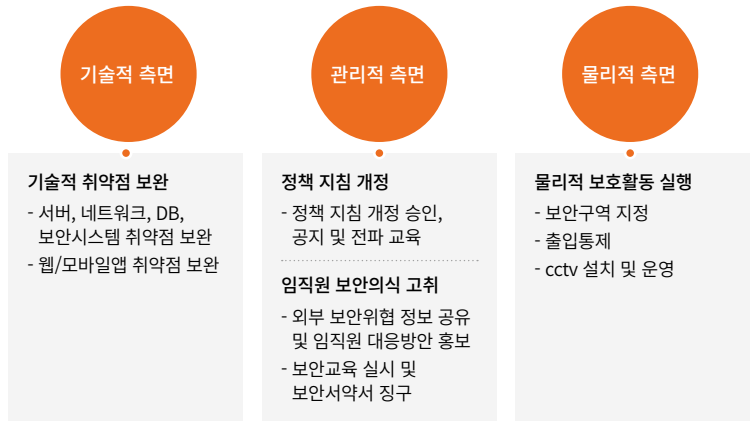 기술적 측면
기술적 취약점 보완
- 서버, 네트워크, DB,
보안시스템 취약점 보완
- 웹/모바일앱 취약점 보완
관리적 측면
정책 지침 개정
- 정책 지침 개정 승인,
공지 및 전파 교육
임직원 보안의식 고취
- 외부 보안위협 정보 공유
및 임직원 대응방안 홍보
- 보안교육 실시 및
보안서약서 징구
물리적 측면
물리적 보호활동 실행
- 보안구역 지정
- 출입통제
- cctv 설치 및 운영